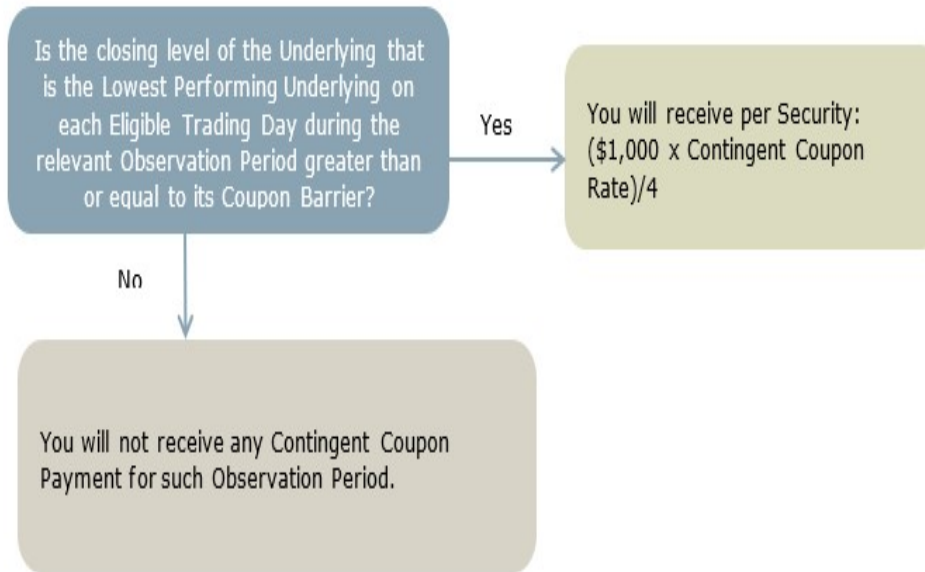 Is the closing level of the Underlying that
is the Lowest Performing Underlying on
each Eligible Trading Day during the
relevant Observation Period greater than
or equal to its Coupon Barrier?
Yes
You will receive per Security:
($1,000 x Contingent Coupon
Rate)/4
No
You will not receive any Contingent Coupon
Payment for such Observation Period.